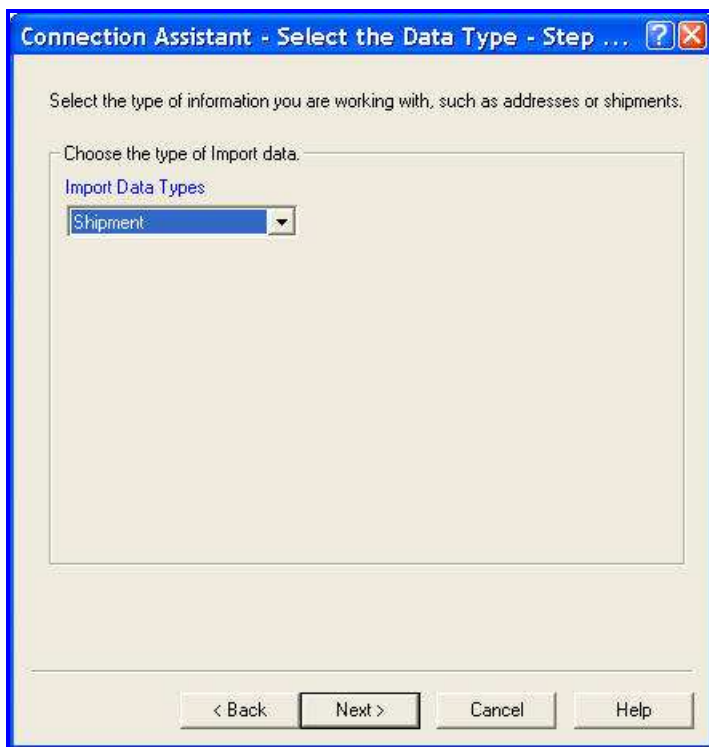 Connection Assistant - Select the Data Type - Step ...
Select the type of information you are working with, such as addresses or shipments.
Choose the type of Import data.
Import Data Types
Shipment
< Back
Next >
Cancel
Help